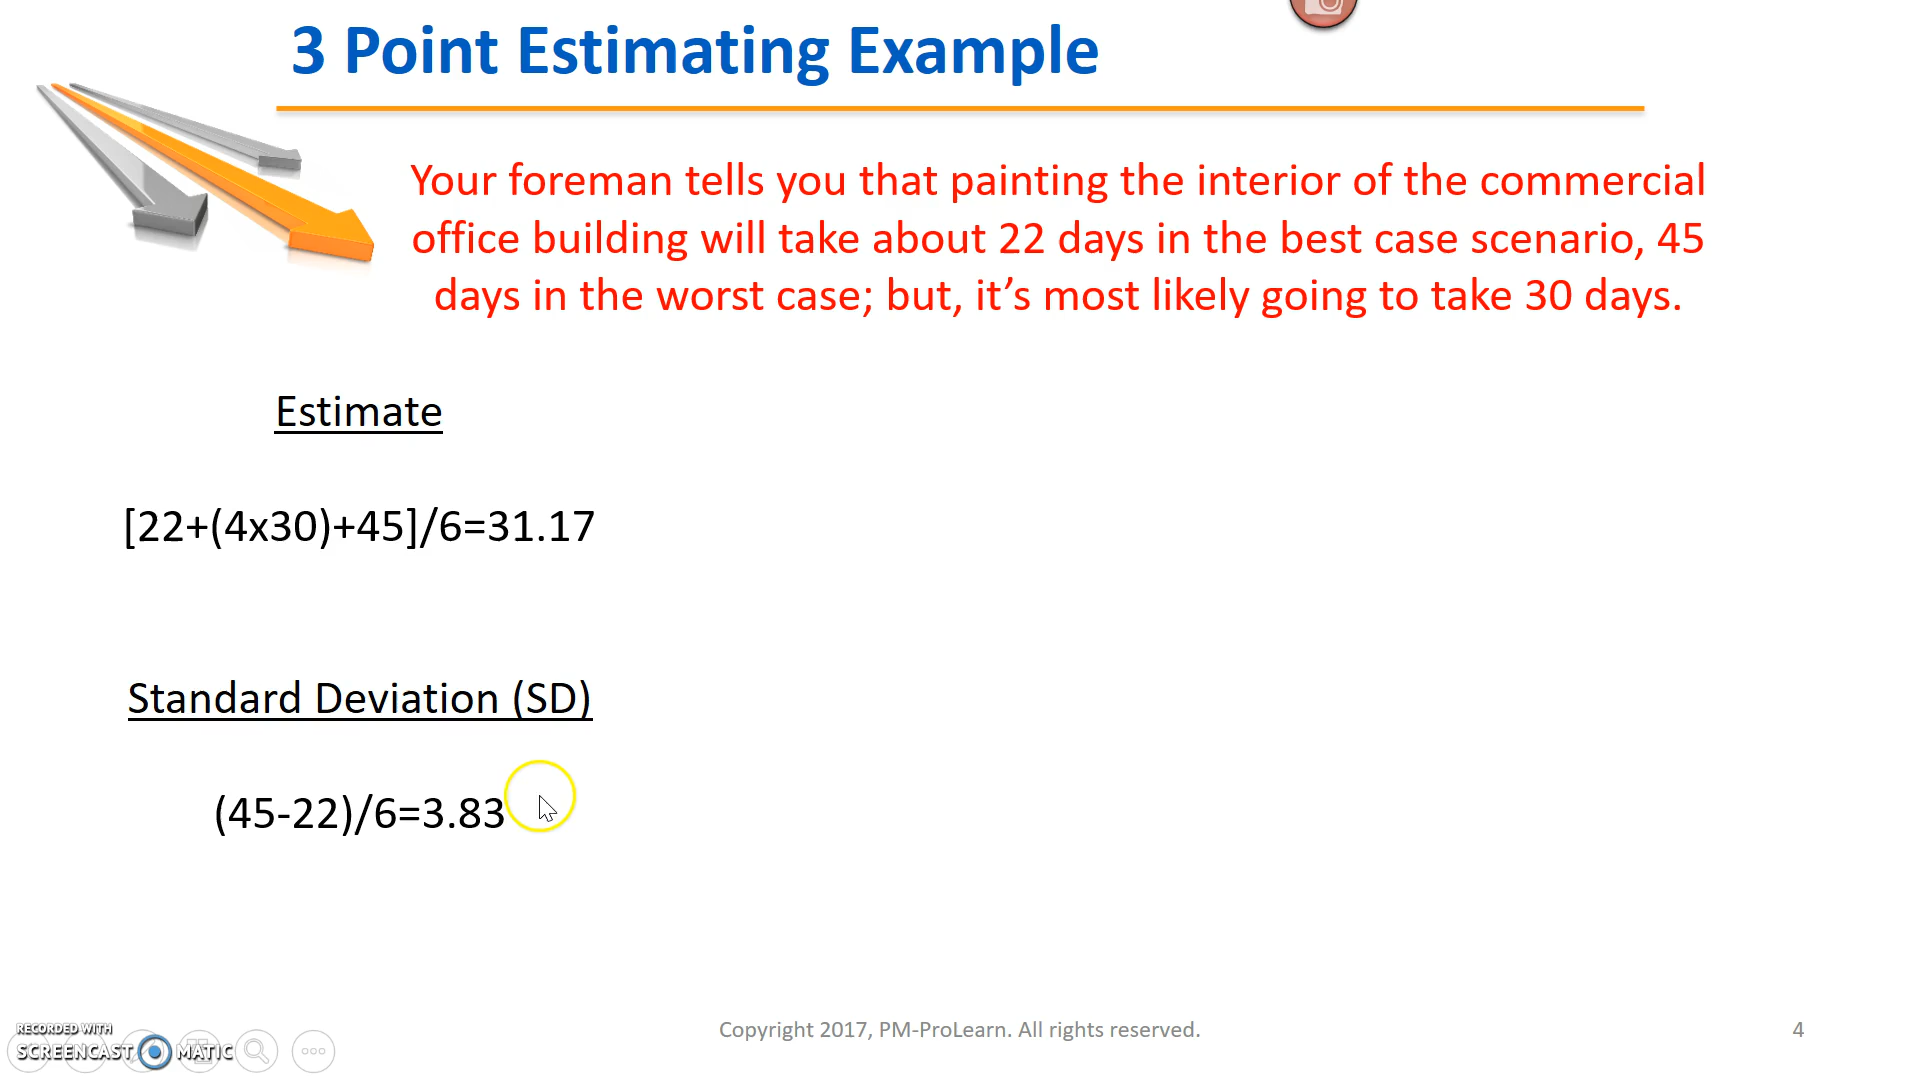 3 Point Estimating Example
Your foreman tells you that painting the interior of the commercial
office building will take about 22 days in the best case scenario, 45
days in the worst case; but, it’s most likely going to take 30 days.
Estimate
[22+(4x30)+45]/6=31.17
Standard Deviation (SD)
(45-22)/6=3.83
Copyright 2017, PM-ProLearn. All rights reserved.
4
RECORDED WITH
SCREENCAST MATIC